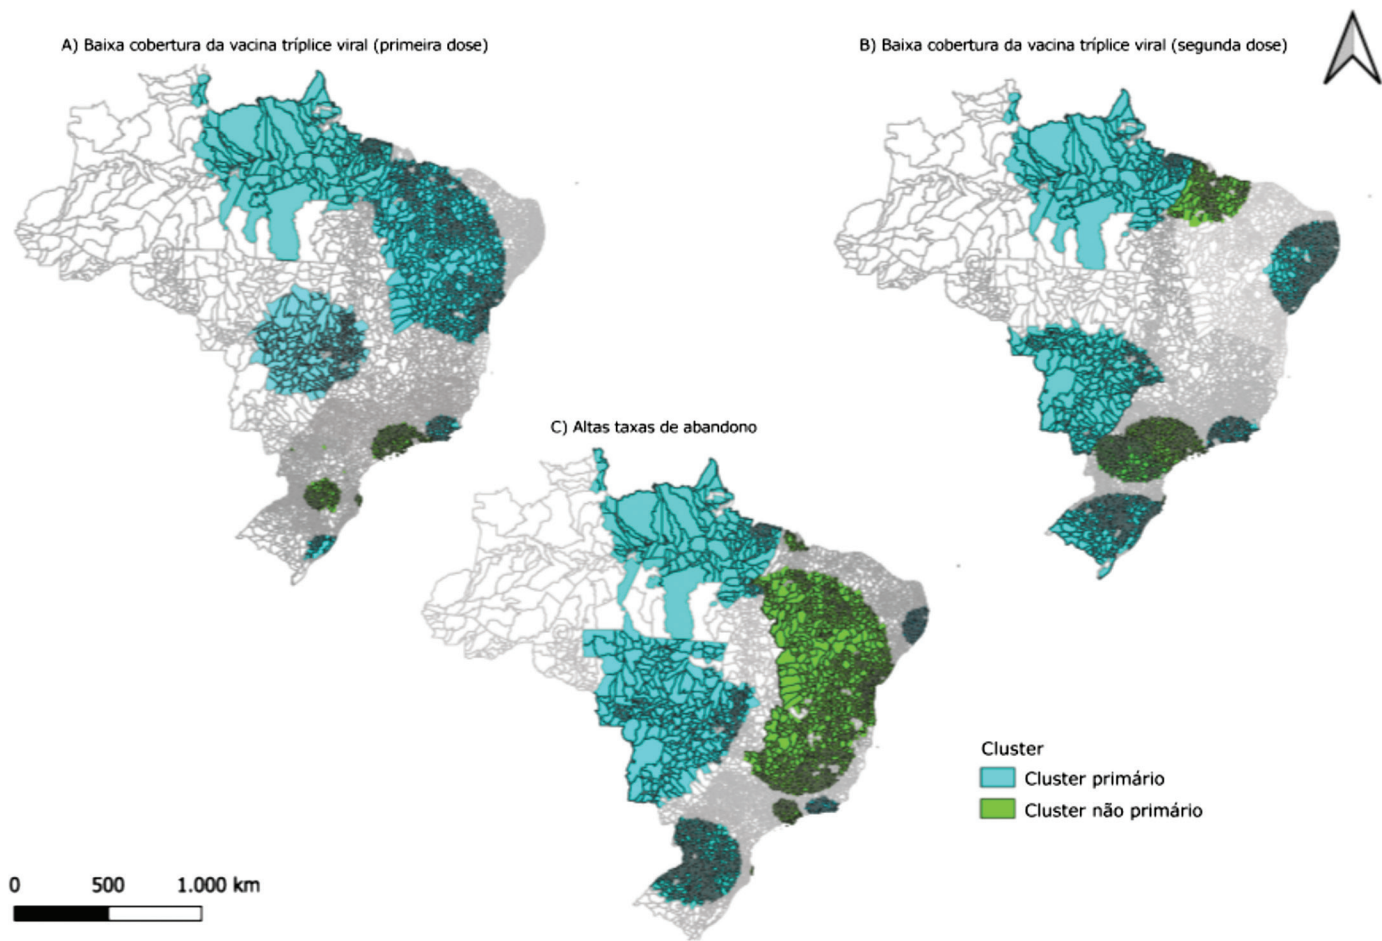 A) Baixa cobertura da vacina tríplice viral (primeira dose)
B) Baixa cobertura da vacina tríplice viral (segunda dose)
C) Altas taxas de abandono
Cluster
Cluster primário
Cluster não primário
0 500 1.000 km